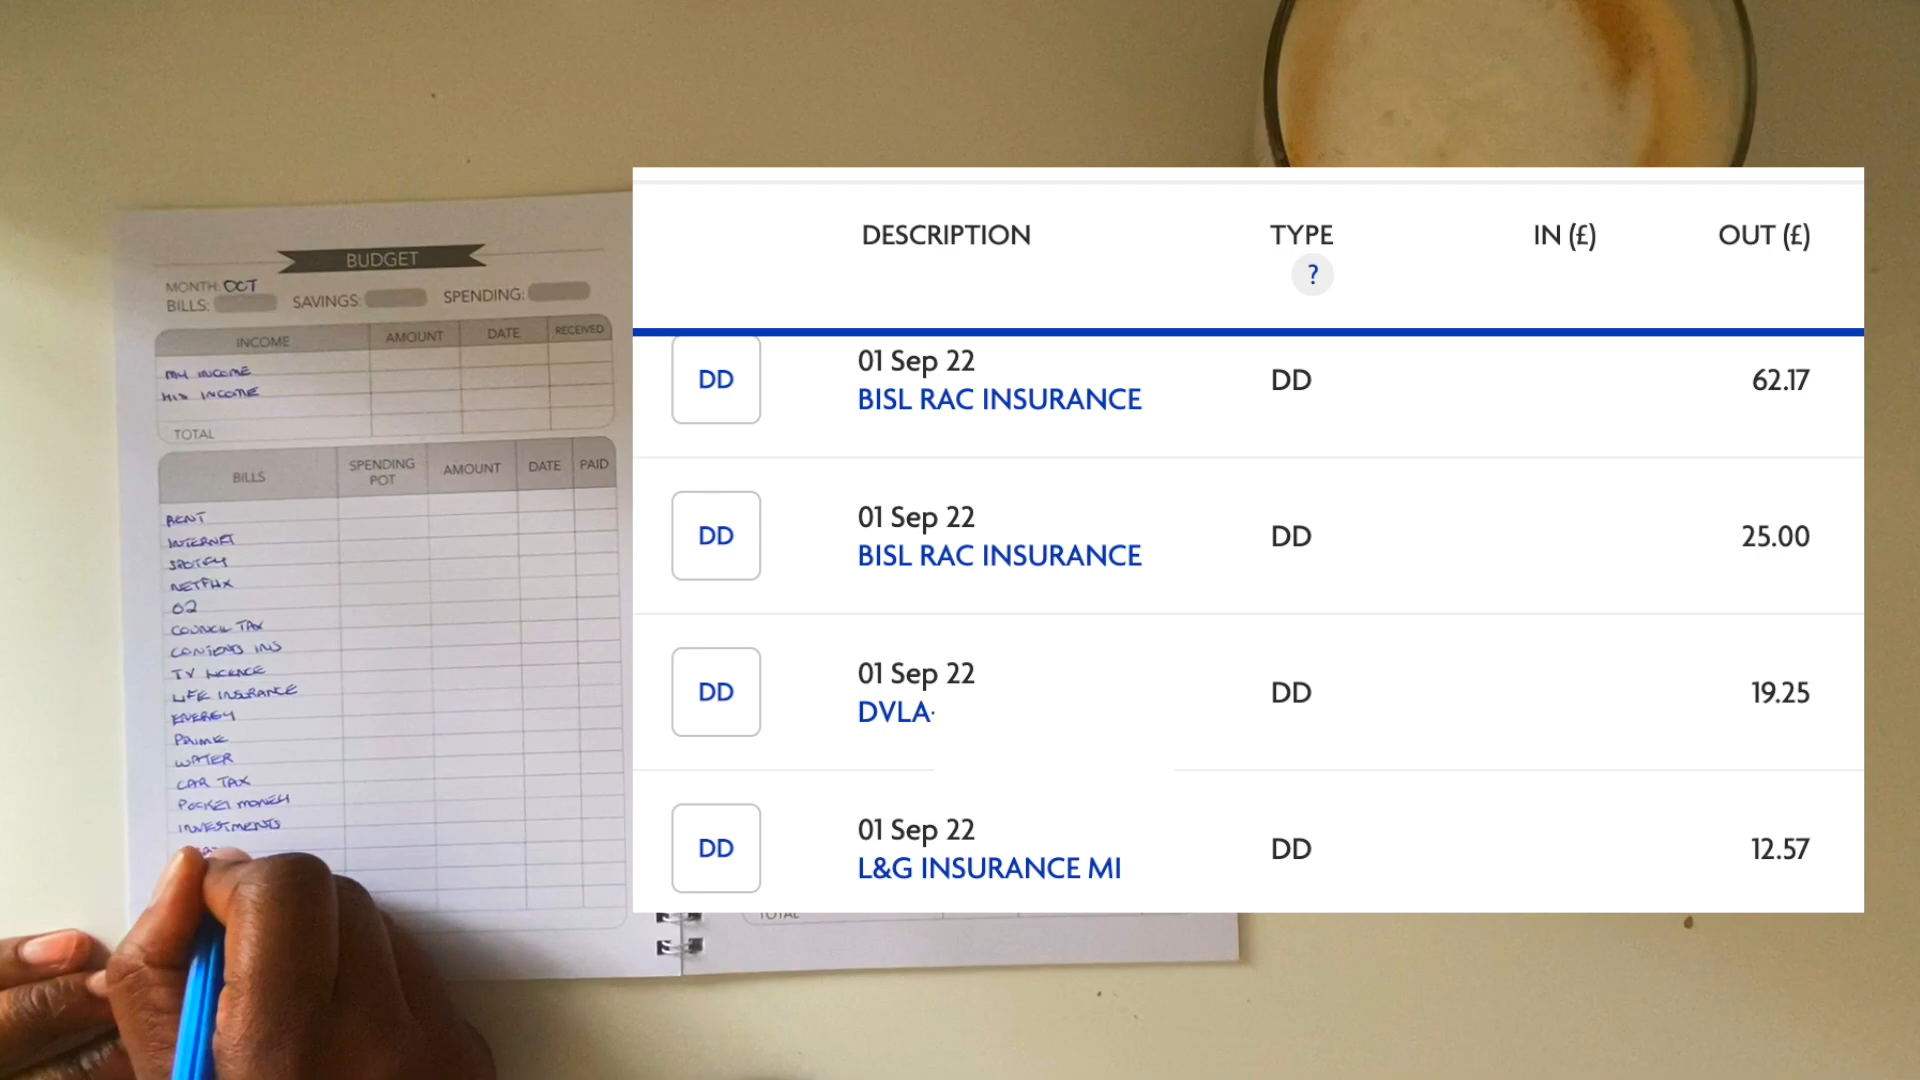 BUDGET
MONTH: OCT
BILLS: SAVINGS: SPENDING:
INCOME AMOUNT DATE RECEIVED
MY INCOME
HIS INCOME
TOTAL
BILLS SPENDING POT AMOUNT DATE PAID
RENT
INTERNET
SPOTIFY
NETFLIX
O2
COUNCIL TAX
CONTENTS INS
TV LICENCE
LIFE INSURANCE
ENERGY
PRIME
WATER
CAR TAX
POCKET MONEY
INVESTMENTS
DESCRIPTION TYPE IN (£) OUT (£)
?
DD 01 Sep 22 DD 62.17
BISL RAC INSURANCE
DD 01 Sep 22 DD 25.00
BISL RAC INSURANCE
DD 01 Sep 22 DD 19.25
DVLA
DD 01 Sep 22 DD 12.57
L&G INSURANCE MI
TOTAL